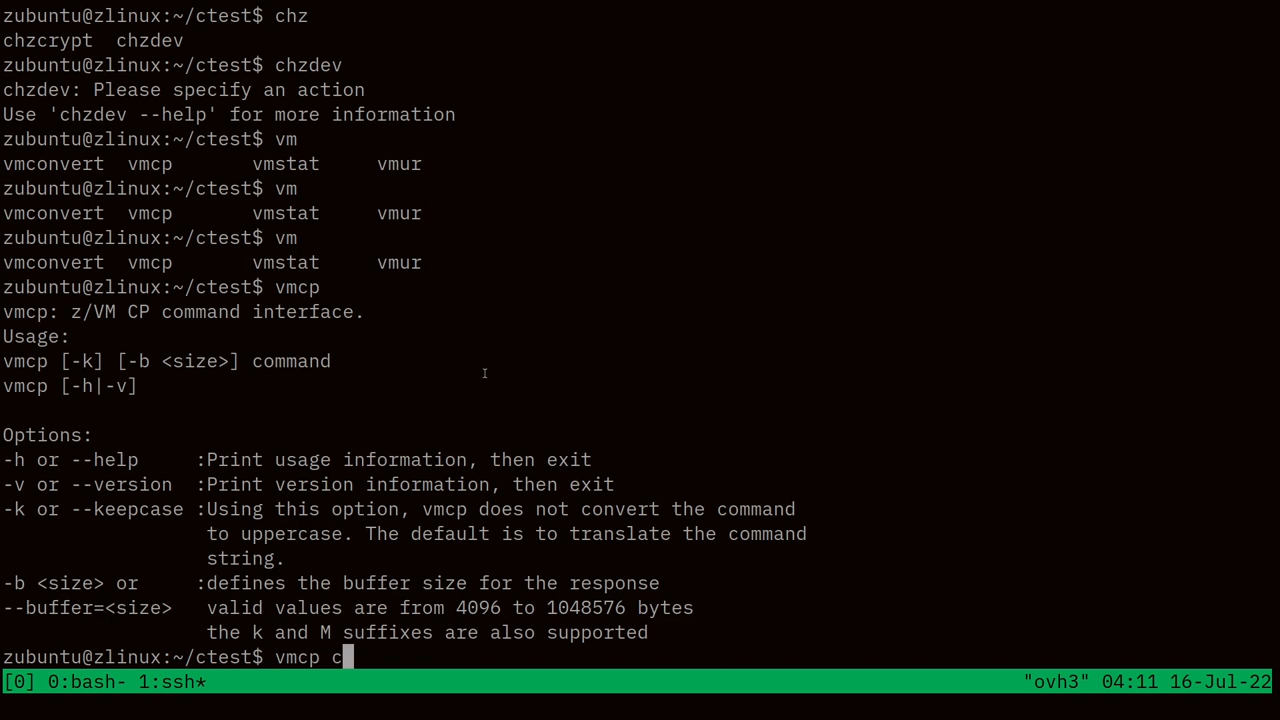 zubuntu@zlinux:~/ctest$ chz
chzcrypt  chzdev
zubuntu@zlinux:~/ctest$ chzdev
chzdev: Please specify an action
Use 'chzdev --help' for more information
zubuntu@zlinux:~/ctest$ vm
vmconvert  vmcp       vmstat     vmur
zubuntu@zlinux:~/ctest$ vm
vmconvert  vmcp       vmstat     vmur
zubuntu@zlinux:~/ctest$ vm
vmconvert  vmcp       vmstat     vmur
zubuntu@zlinux:~/ctest$ vmcp
vmcp: z/VM CP command interface.
Usage:
vmcp [-k] [-b <size>] command
vmcp [-h|-v]

Options:
-h or --help     :Print usage information, then exit
-v or --version  :Print version information, then exit
-k or --keepcase :Using this option, vmcp does not convert the command
                  to uppercase. The default is to translate the command
                  string.
-b <size> or     :defines the buffer size for the response
--buffer=<size>   valid values are from 4096 to 1048576 bytes
                  the k and M suffixes are also supported
zubuntu@zlinux:~/ctest$ vmcp c
[0] 0:bash- 1:ssh*                    "ovh3" 04:11 16-Jul-22